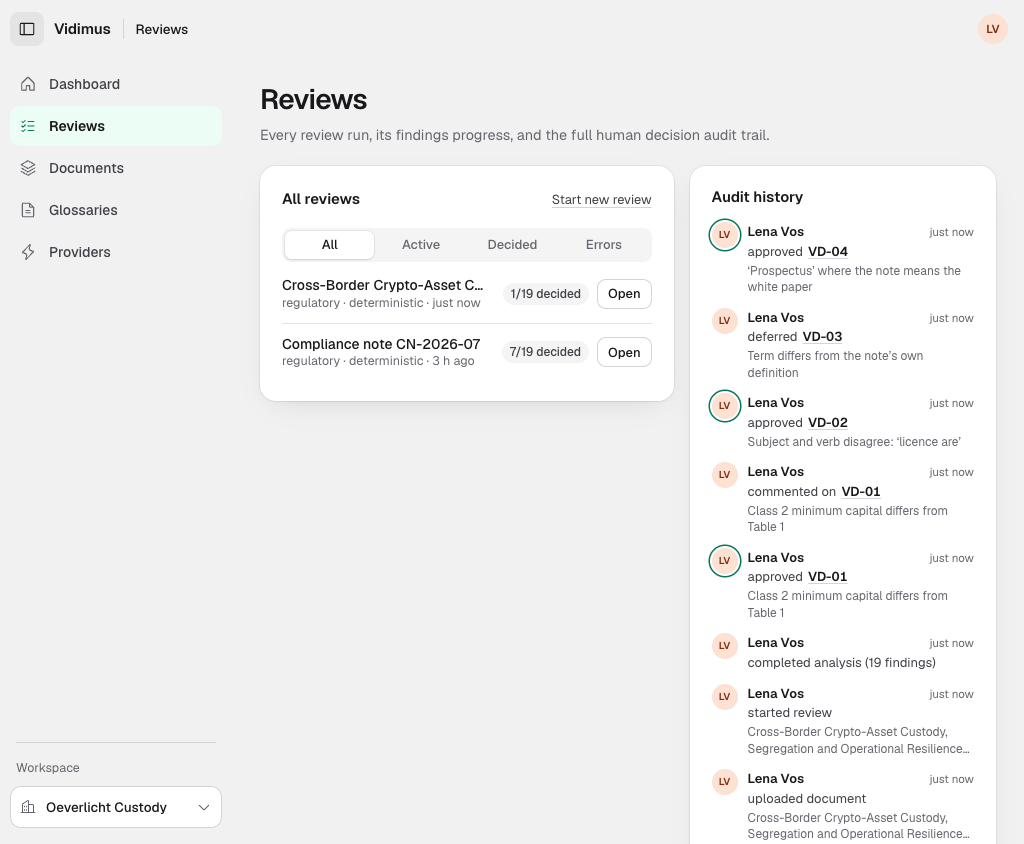 Vidimus
Reviews
LV
Dashboard
Reviews
Documents
Glossaries
Providers
Workspace
Oeverlicht Custody
Reviews
Every review run, its findings progress, and the full human decision audit trail.
All reviews
Start new review
All
Active
Decided
Errors
Cross-Border Crypto-Asset C...
regulatory · deterministic · just now
1/19 decided
Open
Compliance note CN-2026-07
regulatory · deterministic · 3 h ago
7/19 decided
Open
Audit history
LV
Lena Vos
just now
approved VD-04
‘Prospectus’ where the note means the
white paper
LV
Lena Vos
just now
deferred VD-03
Term differs from the note’s own
definition
LV
Lena Vos
just now
approved VD-02
Subject and verb disagree: ‘licence are’
LV
Lena Vos
just now
commented on VD-01
Class 2 minimum capital differs from
Table 1
LV
Lena Vos
just now
approved VD-01
Class 2 minimum capital differs from
Table 1
LV
Lena Vos
just now
completed analysis (19 findings)
LV
Lena Vos
just now
started review
Cross-Border Crypto-Asset Custody,
Segregation and Operational Resilience...
LV
Lena Vos
just now
uploaded document
Cross-Border Crypto-Asset Custody,
Segregation and Operational Resilience...